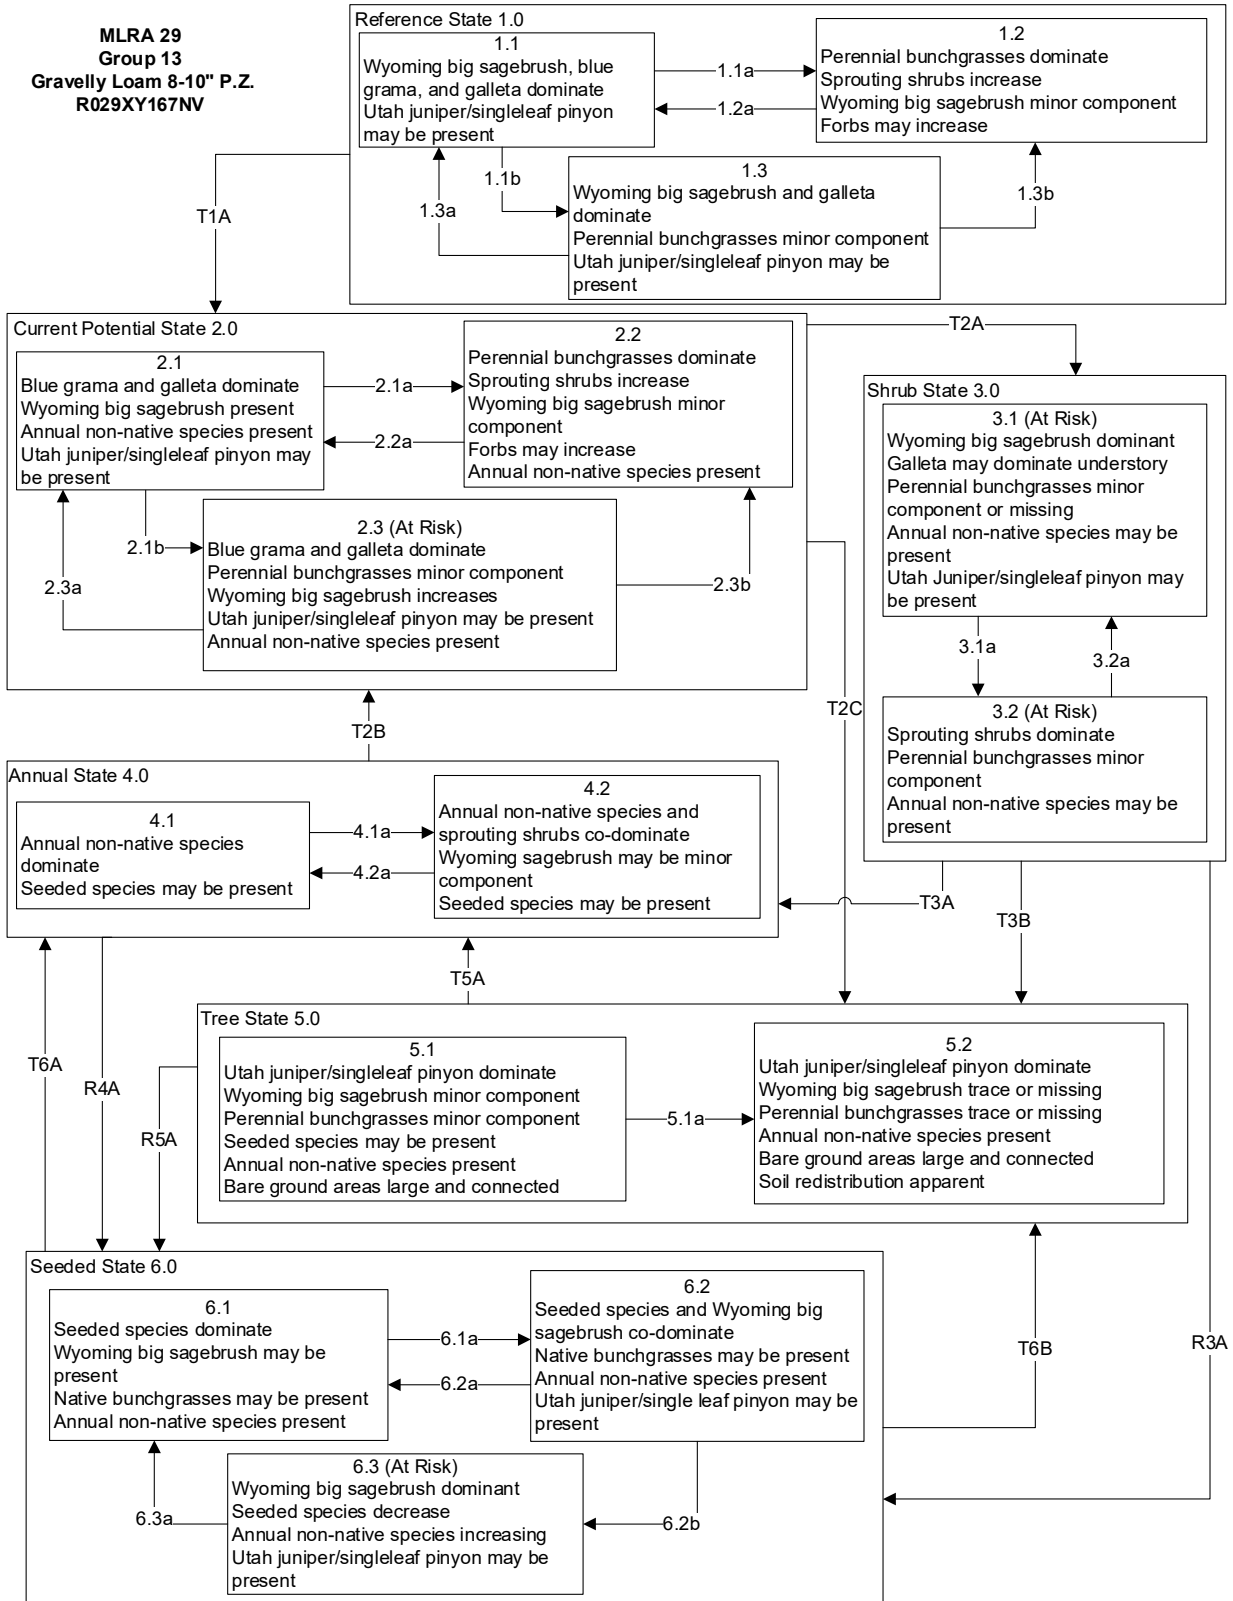 MLRA 29
Group 13
Gravelly Loam 8-10" P.Z.
R029XY167NV
Reference State 1.0
1.1
Wyoming big sagebrush, blue
grama, and galleta dominate
Utah juniper/singleleaf pinyon
may be present
1.1a
1.2a
1.2
Perennial bunchgrasses dominate
Sprouting shrubs increase
Wyoming big sagebrush minor component
Forbs may increase
1.1b
1.3a
1.3
Wyoming big sagebrush and galleta
dominate
Perennial bunchgrasses minor component
Utah juniper/singleleaf pinyon may be
present
1.3b
T1A
Current Potential State 2.0
2.1
Blue grama and galleta dominate
Wyoming big sagebrush present
Annual non-native species present
Utah juniper/singleleaf pinyon may
be present
2.1a
2.2a
2.2
Perennial bunchgrasses dominate
Sprouting shrubs increase
Wyoming big sagebrush minor
component
Forbs may increase
Annual non-native species present
2.1b
2.3a
2.3 (At Risk)
Blue grama and galleta dominate
Perennial bunchgrasses minor component
Wyoming big sagebrush increases
Utah juniper/singleleaf pinyon may be present
Annual non-native species present
2.3b
T2A
Shrub State 3.0
3.1 (At Risk)
Wyoming big sagebrush dominant
Galleta may dominate understory
Perennial bunchgrasses minor
component or missing
Annual non-native species may be
present
Utah Juniper/singleleaf pinyon may
be present
3.1a
3.2a
3.2 (At Risk)
Sprouting shrubs dominate
Perennial bunchgrasses minor
component
Annual non-native species may be
present
T2B
T2C
Annual State 4.0
4.1
Annual non-native species
dominate
Seeded species may be present
4.1a
4.2a
4.2
Annual non-native species and
sprouting shrubs co-dominate
Wyoming sagebrush may be minor
component
Seeded species may be present
T3A
T3B
T5A
T6A
R4A
R5A
Tree State 5.0
5.1
Utah juniper/singleleaf pinyon dominate
Wyoming big sagebrush minor component
Perennial bunchgrasses minor component
Seeded species may be present
Annual non-native species present
Bare ground areas large and connected
5.1a
5.2
Utah juniper/singleleaf pinyon dominate
Wyoming big sagebrush trace or missing
Perennial bunchgrasses trace or missing
Annual non-native species present
Bare ground areas large and connected
Soil redistribution apparent
Seeded State 6.0
6.1
Seeded species dominate
Wyoming big sagebrush may be
present
Native bunchgrasses may be present
Annual non-native species present
6.1a
6.2a
6.2
Seeded species and Wyoming big
sagebrush co-dominate
Native bunchgrasses may be present
Annual non-native species present
Utah juniper/single leaf pinyon may be
present
T6B
R3A
6.3a
6.3 (At Risk)
Wyoming big sagebrush dominant
Seeded species decrease
Annual non-native species increasing
Utah juniper/singleleaf pinyon may be
present
6.2b